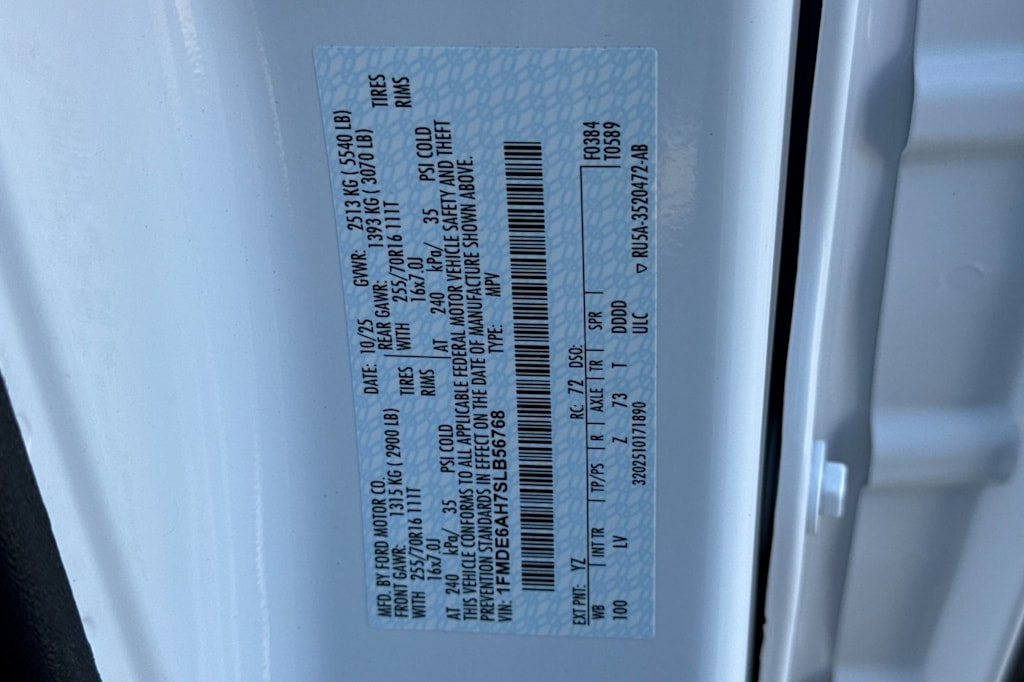 MFD. BY FORD MOTOR CO. DATE: 10/25 GVWR: 2513 KG ( 5540 LB)
FRONT GAWR: 1315 KG ( 2900 LB) REAR GAWR: 1393 KG ( 3070 LB)
WITH 255/70R16 111T TIRES WITH 255/70R16 111T TIRES
16x7.0J RIMS 16x7.0J RIMS
AT 240 kPa/ 35 PSI COLD AT 240 kPa/ 35 PSI COLD
THIS VEHICLE CONFORMS TO ALL APPLICABLE FEDERAL MOTOR VEHICLE SAFETY AND THEFT
PREVENTION STANDARDS IN EFFECT ON THE DATE OF MANUFACTURE SHOWN ABOVE.
VIN: 1FMDE6AH7SLB56768 TYPE: MPV
EXT PNT: YZ RC: 72 DSO: F0384
WB INT TR TP/PS R AXLE TR SPR T0589
100 LV Z 73 T DDDD
3202510171890 ULC ▽ RU5A-3520472-AB